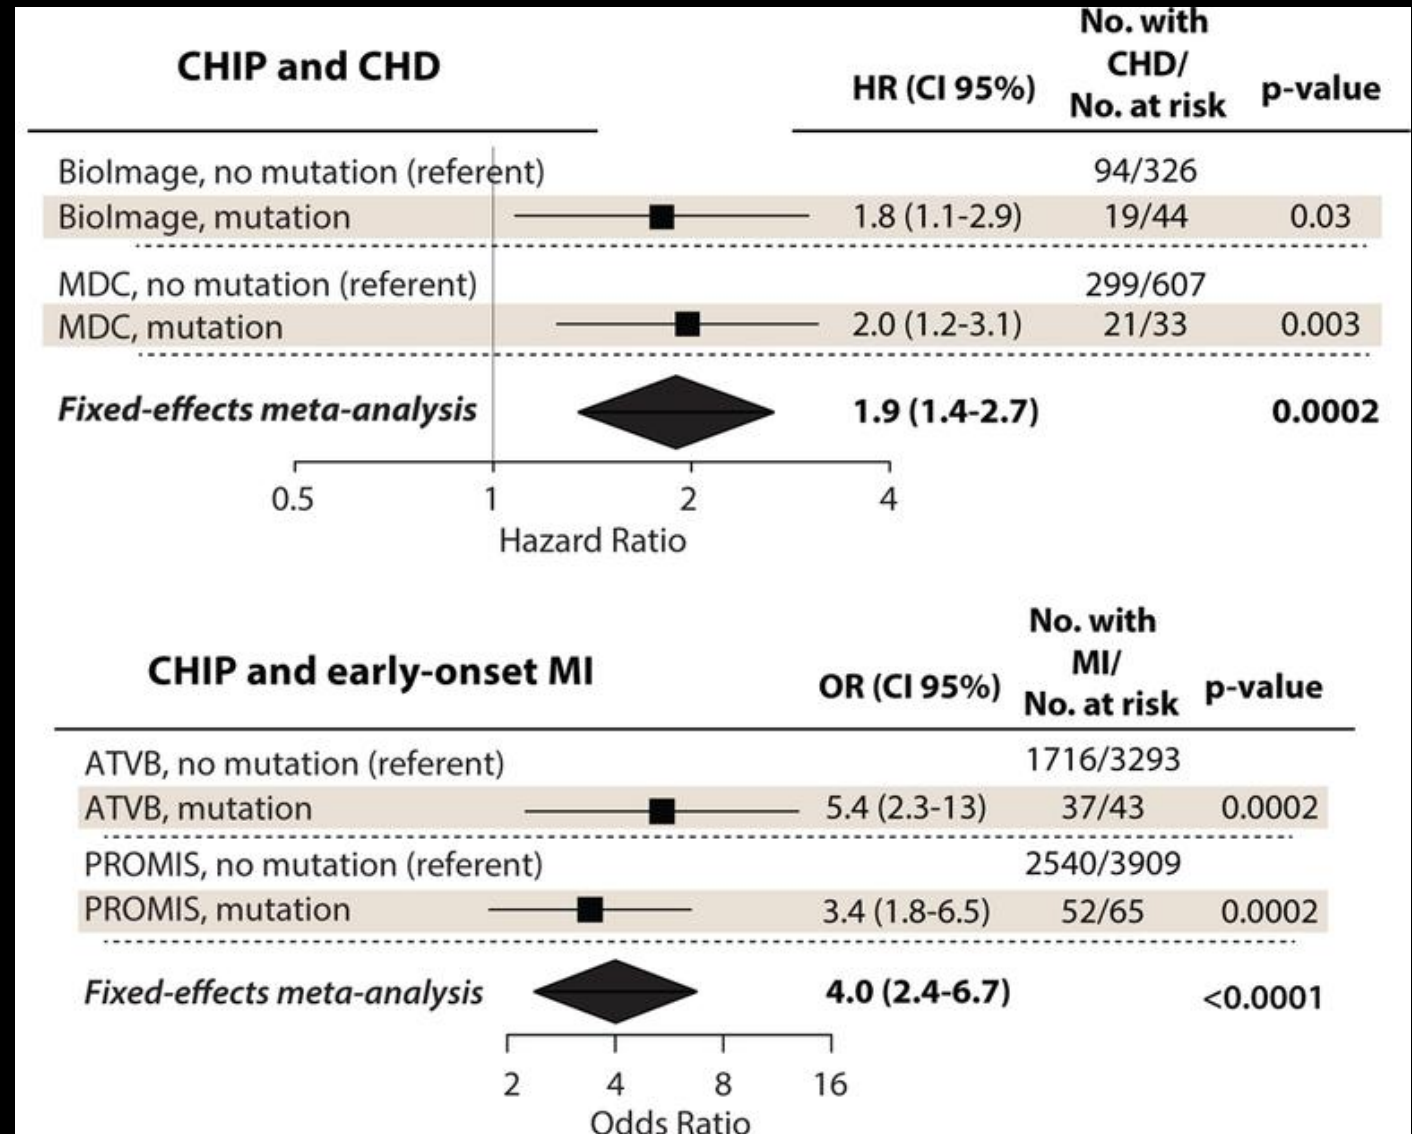 CHIP and CHD
HR (CI 95%)
No. with
CHD/
No. at risk
p-value
BioImage, no mutation (referent) 94/326
BioImage, mutation 1.8 (1.1-2.9) 19/44 0.03
MDC, no mutation (referent) 299/607
MDC, mutation 2.0 (1.2-3.1) 21/33 0.003
Fixed-effects meta-analysis 1.9 (1.4-2.7) 0.0002
0.5 1 2 4
Hazard Ratio
CHIP and early-onset MI
OR (CI 95%)
No. with
MI/
No. at risk
p-value
ATVB, no mutation (referent) 1716/3293
ATVB, mutation 5.4 (2.3-13) 37/43 0.0002
PROMIS, no mutation (referent) 2540/3909
PROMIS, mutation 3.4 (1.8-6.5) 52/65 0.0002
Fixed-effects meta-analysis 4.0 (2.4-6.7) <0.0001
2 4 8 16
Odds Ratio